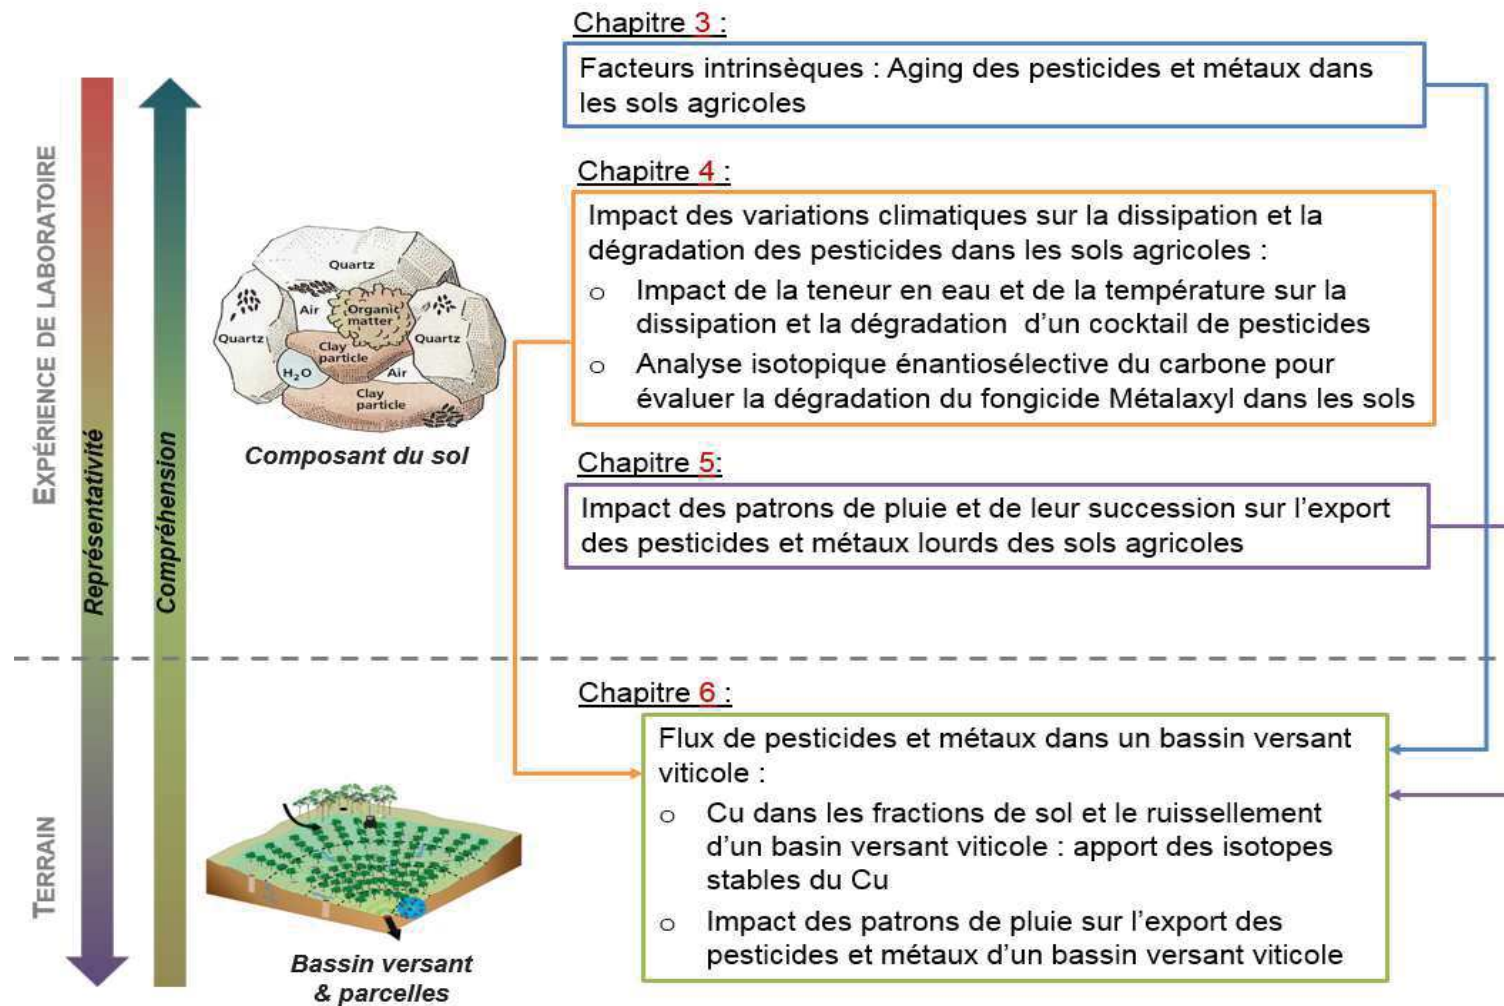 Chapitre 3 :
Facteurs intrinsèques : Aging des pesticides et métaux dans
les sols agricoles
Chapitre 4 :
Impact des variations climatiques sur la dissipation et la
dégradation des pesticides dans les sols agricoles :
o Impact de la teneur en eau et de la température sur la
dissipation et la dégradation d'un cocktail de pesticides
o Analyse isotopique énantiosélective du carbone pour
évaluer la dégradation du fongicide Métalaxyl dans les sols
Chapitre 5:
Impact des patrons de pluie et de leur succession sur l'export
des pesticides et métaux lourds des sols agricoles
Chapitre 6 :
Flux de pesticides et métaux dans un bassin versant
viticole :
o Cu dans les fractions de sol et le ruissellement
d'un basin versant viticole : apport des isotopes
stables du Cu
o Impact des patrons de pluie sur l'export des
pesticides et métaux d'un bassin versant viticole
EXPÉRIENCE DE LABORATOIRE
TERRAIN
Représentativité
Compréhension
Quartz
Air
Organic
matter
Quartz
Clay
particle
Quartz
H2O
Air
Clay
particle
Composant du sol
Bassin versant
& parcelles